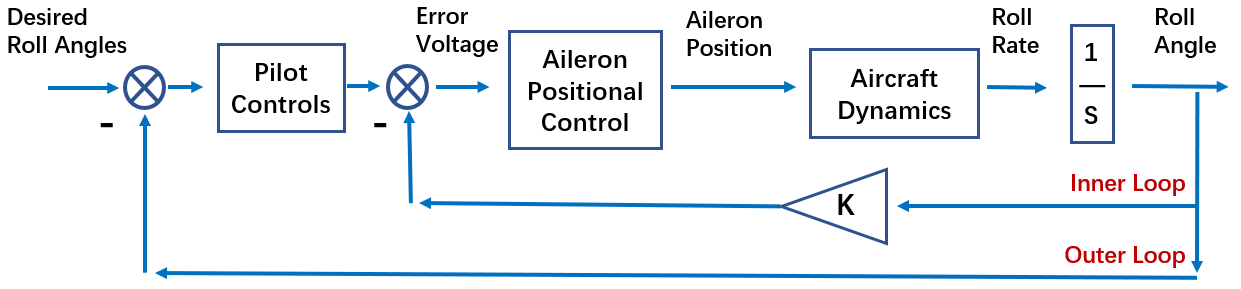 Desired
Roll Angles
-
Pilot
Controls
Error
Voltage
-
Aileron
Positional
Control
Aileron
Position
Aircraft
Dynamics
Roll
Rate
1
—
S
Roll
Angle
Inner Loop
K
Outer Loop